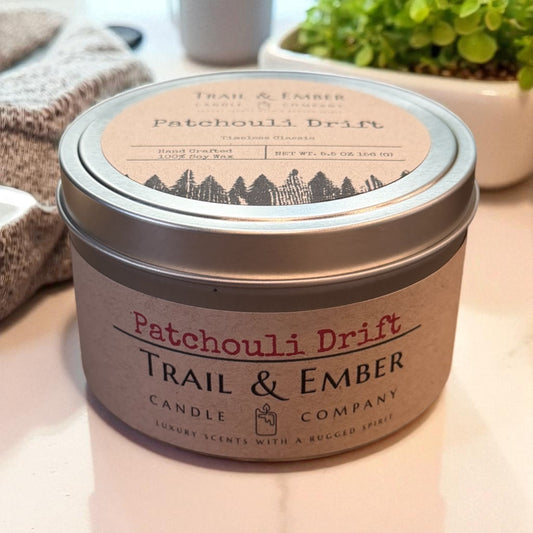 TRAIL & EMBER
CANDLE COMPANY
Patchouli Drift
Timeless Classic
Hand Crafted
100% Soy Wax
NET WT. 5.5 OZ 156 (G)
Patchouli Drift
TRAIL & EMBER
CANDLE COMPANY
LUXURY SCENTS WITH A RUGGED SPIRIT